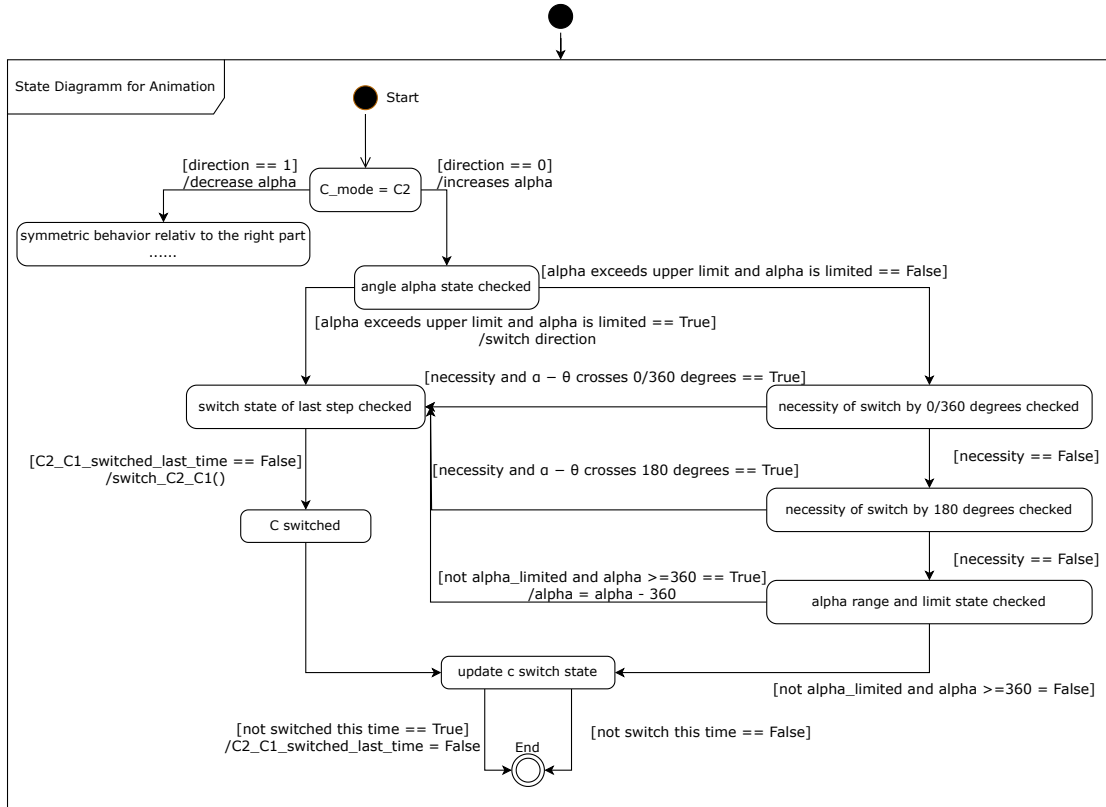 State Diagramm for Animation
Start
[direction == 1]
/decrease alpha
[direction == 0]
/increases alpha
C_mode = C2
symmetric behavior relativ to the right part
......
angle alpha state checked
[alpha exceeds upper limit and alpha is limited == False]
[alpha exceeds upper limit and alpha is limited == True]
/switch direction
[necessity and α − θ crosses 0/360 degrees == True]
switch state of last step checked
necessity of switch by 0/360 degrees checked
[C2_C1_switched_last_time == False]
/switch_C2_C1()
[necessity and α − θ crosses 180 degrees == True]
[necessity == False]
C switched
necessity of switch by 180 degrees checked
[necessity == False]
[not alpha_limited and alpha >=360 == True]
/alpha = alpha - 360
alpha range and limit state checked
update c switch state
[not alpha_limited and alpha >=360 = False]
[not switched this time == True]
/C2_C1_switched_last_time = False
[not switch this time == False]
End